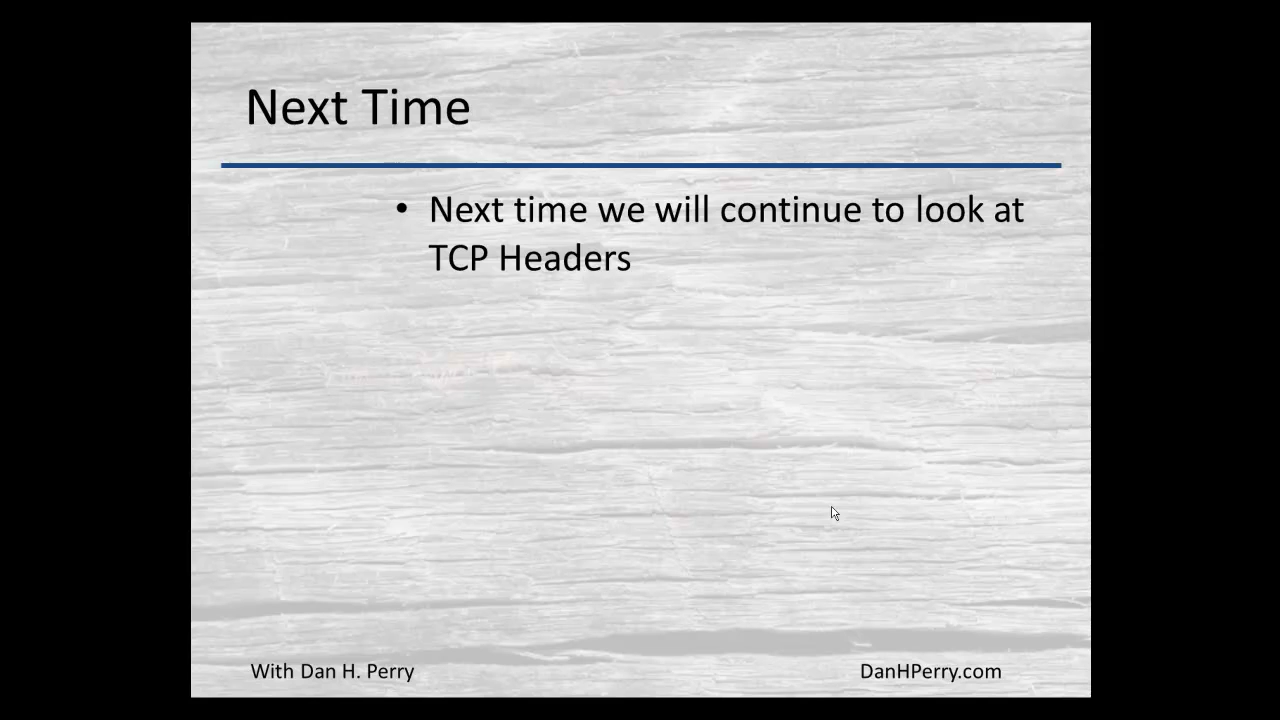 Next Time
• Next time we will continue to look at
TCP Headers
With Dan H. Perry
DanHPerry.com